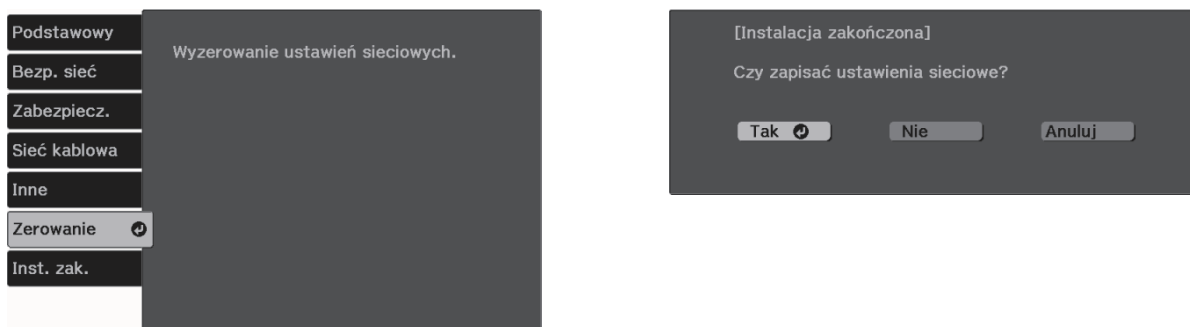 Podstawowy
Bezp. sieć
Zabezpiecz.
Sieć kablowa
Inne
Zerowanie
Inst. zak.
Wyzerowanie ustawień sieciowych.
[Instalacja zakończona]
Czy zapisać ustawienia sieciowe?
Tak Nie Anuluj